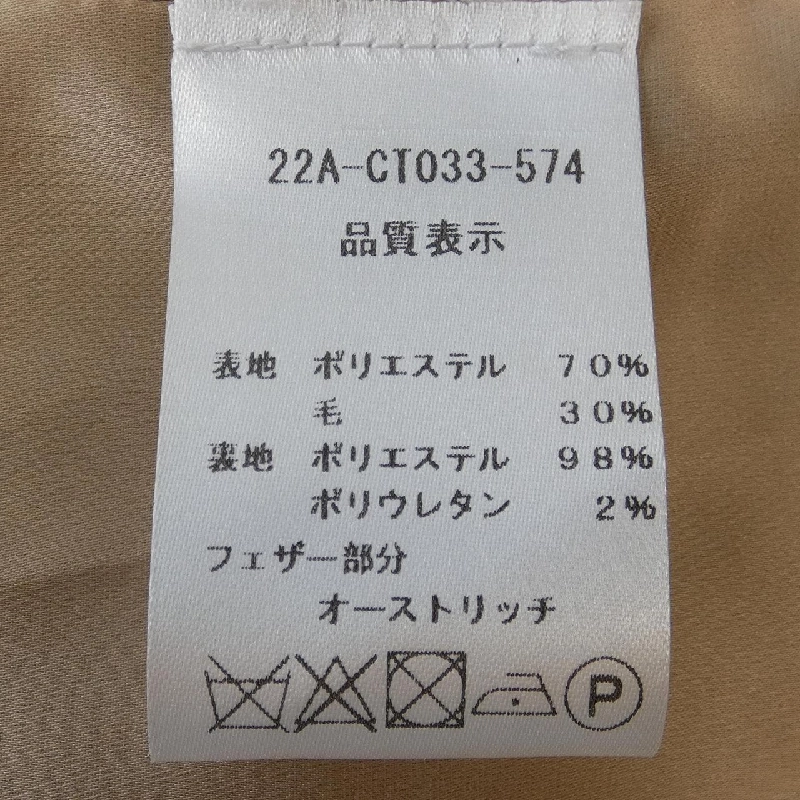 22A-CT033-574
品質表示
表地 ポリエステル 70%
毛 30%
裏地 ポリエステル 98%
ポリウレタン 2%
フェザー部分
オーストリッチ
P